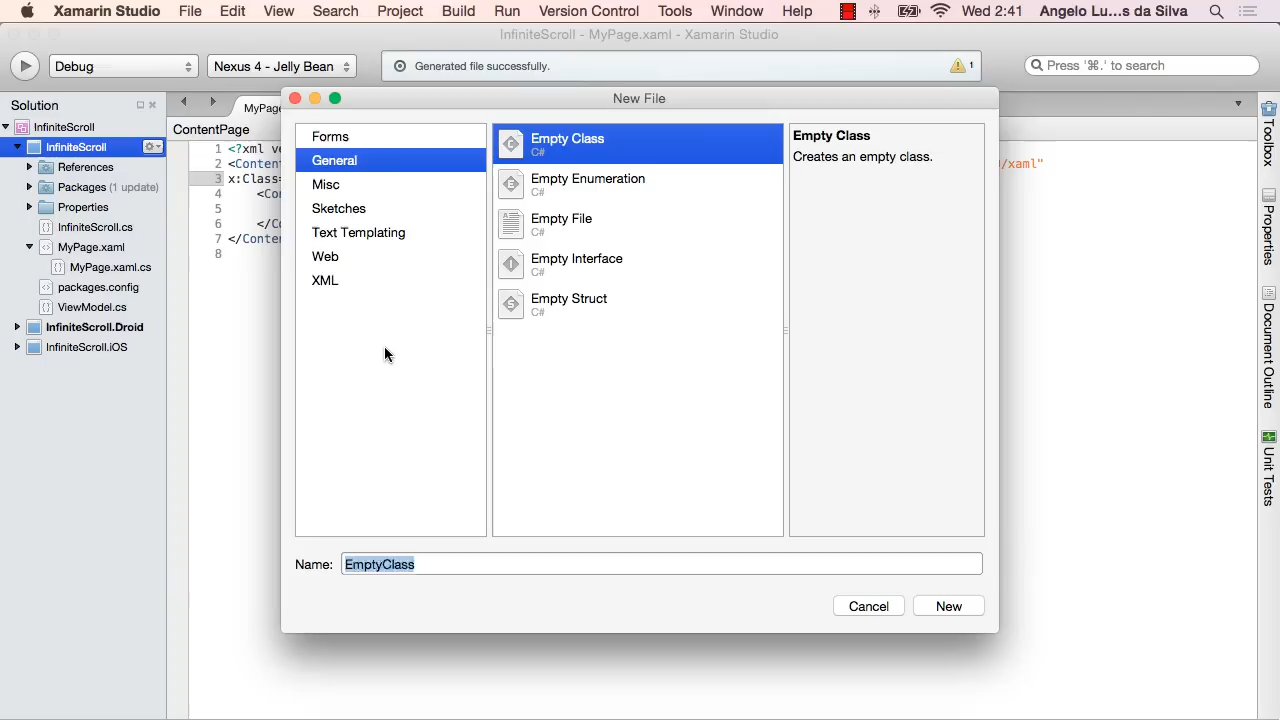 Xamarin Studio File Edit View Search Project Build Run Version Control Tools Window Help Wed 2:41 Angelo Lu...s da Silva
InfiniteScroll - MyPage.xaml - Xamarin Studio
Debug
Nexus 4 - Jelly Bean
Generated file successfully.
1
Press '⌘.' to search
Solution
InfiniteScroll
InfiniteScroll
References
Packages (1 update)
Properties
InfiniteScroll.cs
MyPage.xaml
MyPage.xaml.cs
packages.config
ViewModel.cs
InfiniteScroll.Droid
InfiniteScroll.iOS
MyPage
ContentPage
1 <?xml ve
2 <Conten
/xaml"
3 x:Class=
4 <Co
5
6 </Co
7 </Conte
8
New File
Forms
General
Misc
Sketches
Text Templating
Web
XML
Empty Class
C#
Empty Enumeration
C#
Empty File
C#
Empty Interface
C#
Empty Struct
C#
Empty Class
Creates an empty class.
Name: EmptyClass
Cancel
New
Toolbox
Properties
Document Outline
Unit Tests